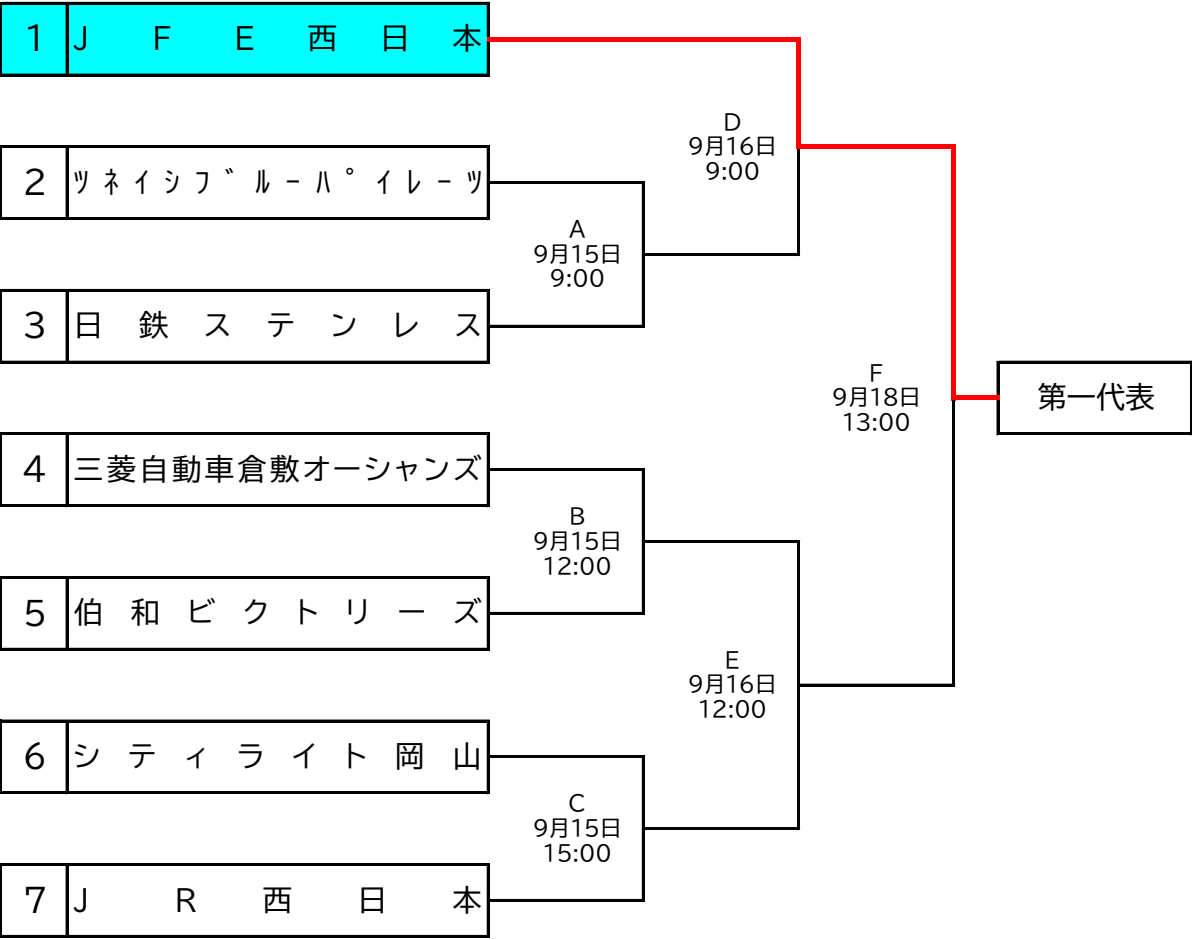 1 JFE西日本
D
9月16日
9:00
2 ﾂﾈｲｼﾌﾞﾙｰﾊﾟｲﾚｰﾂ
A
9月15日
9:00
3 日鉄ステンレス
F
9月18日
13:00
第一代表
4 三菱自動車倉敷オーシャンズ
B
9月15日
12:00
5 伯和ビクトリーズ
E
9月16日
12:00
6 シティライト岡山
C
9月15日
15:00
7 JR西日本